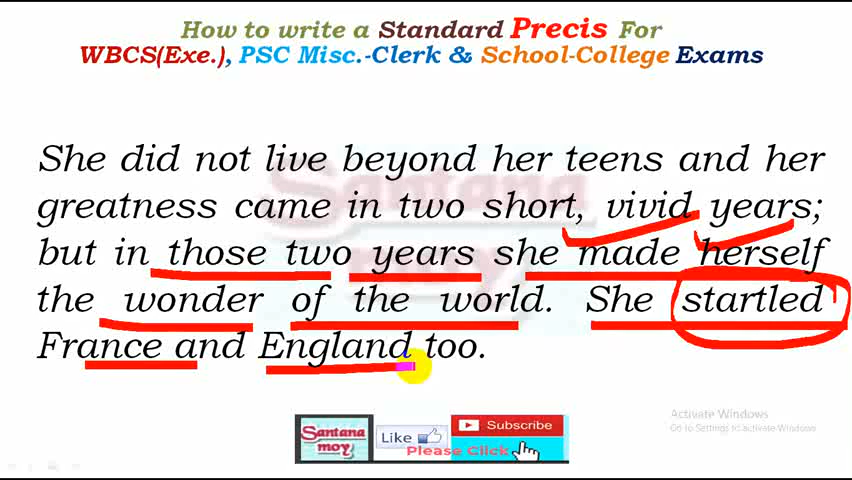 How to write a Standard Precis For
WBCS(Exe.), PSC Misc.-Clerk & School-College Exams
She did not live beyond her teens and her
greatness came in two short, vivid years;
but in those two years she made herself
the wonder of the world. She startled
France and England too.
Santana
moy
Santana
moy
Like
Subscribe
Please Click
Activate Windows
Go to Settings to activate Windows